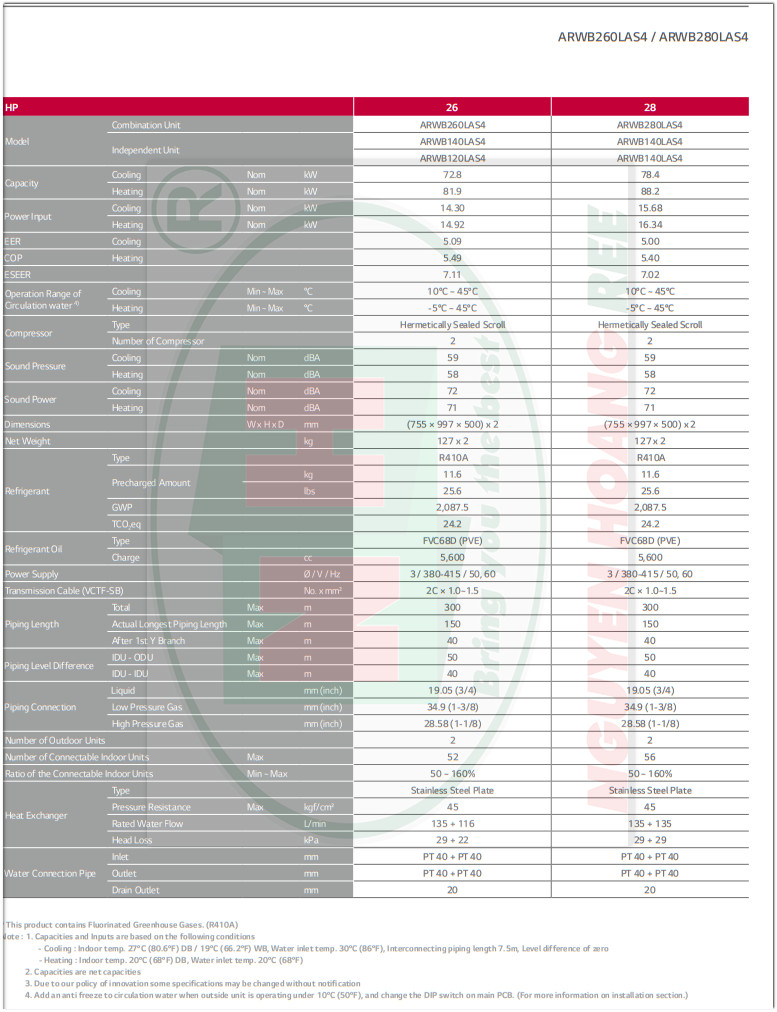 ARWB260LAS4 / ARWB280LAS4
HP 26 28
Model Combination Unit ARWB260LAS4 ARWB280LAS4
Independent Unit ARWB140LAS4 ARWB140LAS4
ARWB120LAS4 ARWB140LAS4
Capacity Cooling Nom kW 72.8 78.4
Heating Nom kW 81.9 88.2
Power Input Cooling Nom kW 14.30 15.68
Heating Nom kW 14.92 16.34
EER Cooling 5.09 5.00
COP Heating 5.49 5.40
ESEER 7.11 7.02
Operation Range of Circulation water 4) Cooling Min ~ Max °C 10°C ~ 45°C 10°C ~ 45°C
Heating Min ~ Max °C -5°C ~ 45°C -5°C ~ 45°C
Compressor Type Hermetically Sealed Scroll Hermetically Sealed Scroll
Number of Compressor 2 2
Sound Pressure Cooling Nom dBA 59 59
Heating Nom dBA 58 58
Sound Power Cooling Nom dBA 72 72
Heating Nom dBA 71 71
Dimensions W x H x D mm (755 × 997 × 500) x 2 (755 × 997 × 500) x 2
Net Weight kg 127 x 2 127 x 2
Refrigerant Type R410A R410A
Precharged Amount kg 11.6 11.6
lbs 25.6 25.6
GWP 2,087.5 2,087.5
TCO₂eq 24.2 24.2
Refrigerant Oil Type FVC68D (PVE) FVC68D (PVE)
Charge cc 5,600 5,600
Power Supply Ø / V / Hz 3 / 380-415 / 50, 60 3 / 380-415 / 50, 60
Transmission Cable (VCTF-SB) No. x mm² 2C × 1.0~1.5 2C × 1.0~1.5
Piping Length Total Max m 300 300
Actual Longest Piping Length Max m 150 150
After 1st Y Branch Max m 40 40
Piping Level Difference IDU - ODU Max m 50 50
IDU - IDU Max m 40 40
Piping Connection Liquid mm (inch) 19.05 (3/4) 19.05 (3/4)
Low Pressure Gas mm (inch) 34.9 (1-3/8) 34.9 (1-3/8)
High Pressure Gas mm (inch) 28.58 (1-1/8) 28.58 (1-1/8)
Number of Outdoor Units 2 2
Number of Connectable Indoor Units Max 52 56
Ratio of the Connectable Indoor Units Min ~ Max 50 ~ 160% 50 ~ 160%
Heat Exchanger Type Stainless Steel Plate Stainless Steel Plate
Pressure Resistance Max kgf/cm² 45 45
Rated Water Flow L/min 135 + 116 135 + 135
Head Loss kPa 29 + 22 29 + 29
Water Connection Pipe Inlet mm PT 40 + PT 40 PT 40 + PT 40
Outlet mm PT 40 + PT 40 PT 40 + PT 40
Drain Outlet mm 20 20
This product contains Fluorinated Greenhouse Gases. (R410A)
Note : 1. Capacities and Inputs are based on the following conditions
- Cooling : Indoor temp. 27°C (80.6°F) DB / 19°C (66.2°F) WB, Water inlet temp. 30°C (86°F), Interconnecting piping length 7.5m, Level difference of zero
- Heating : Indoor temp. 20°C (68°F) DB, Water inlet temp. 20°C (68°F)
2. Capacities are net capacities
3. Due to our policy of innovation some specifications may be changed without notification
4. Add an anti freeze to circulation water when outside unit is operating under 10°C (50°F), and change the DIP switch on main PCB. (For more information on installation section.)
®
Bring you the best
NGUYEN HOANG REE